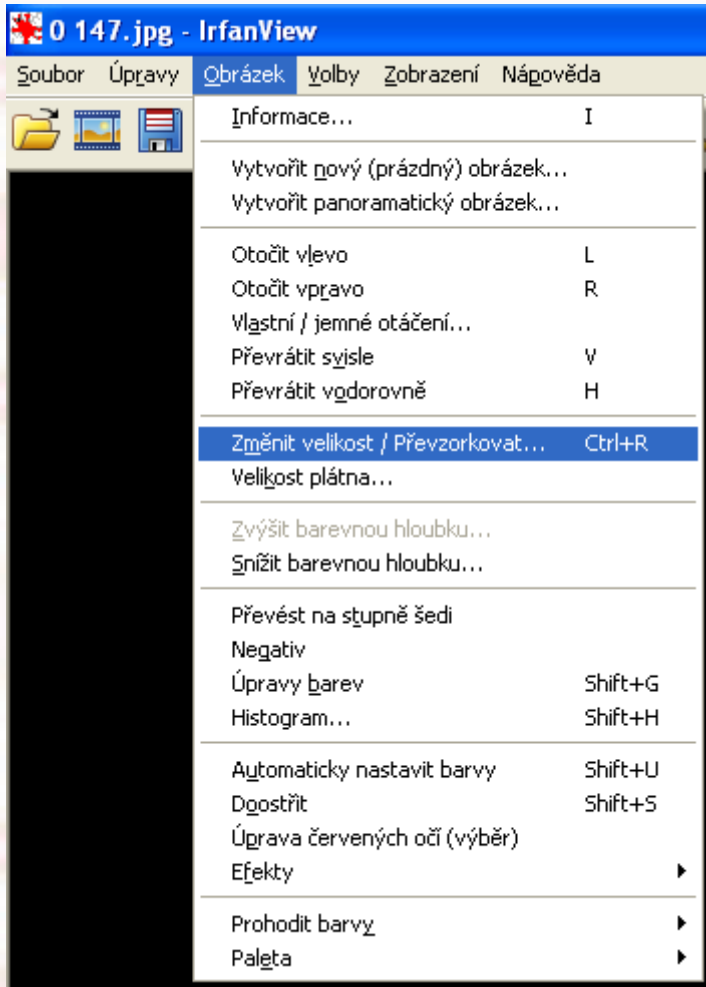 0 147.jpg - IrfanView
Soubor Úpravy Obrázek Volby Zobrazení Nápověda
Informace... I
Vytvořit nový (prázdný) obrázek...
Vytvořit panoramatický obrázek...
Otočit vlevo L
Otočit vpravo R
Vlastní / jemné otáčení...
Převrátit svisle V
Převrátit vodorovně H
Změnit velikost / Převzorkovat... Ctrl+R
Velikost plátna...
Zvýšit barevnou hloubku...
Snížit barevnou hloubku...
Převést na stupně šedi
Negativ
Úpravy barev Shift+G
Histogram... Shift+H
Automaticky nastavit barvy Shift+U
Doostřit Shift+S
Úprava červených očí (výběr)
Efekty
Prohodit barvy
Paleta